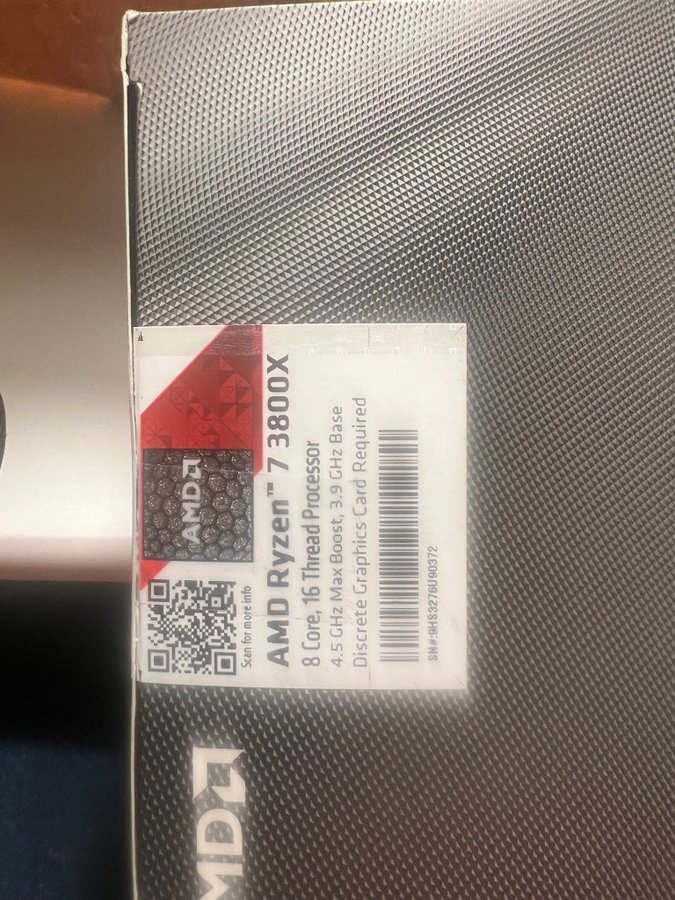 AMD
Scan for more info
AMD Ryzen™ 7 3800X
8 Core, 16 Thread Processor
4.5 GHz Max Boost, 3.9 GHz Base
Discrete Graphics Card Required
SN#:9HS3276U90372
AMD